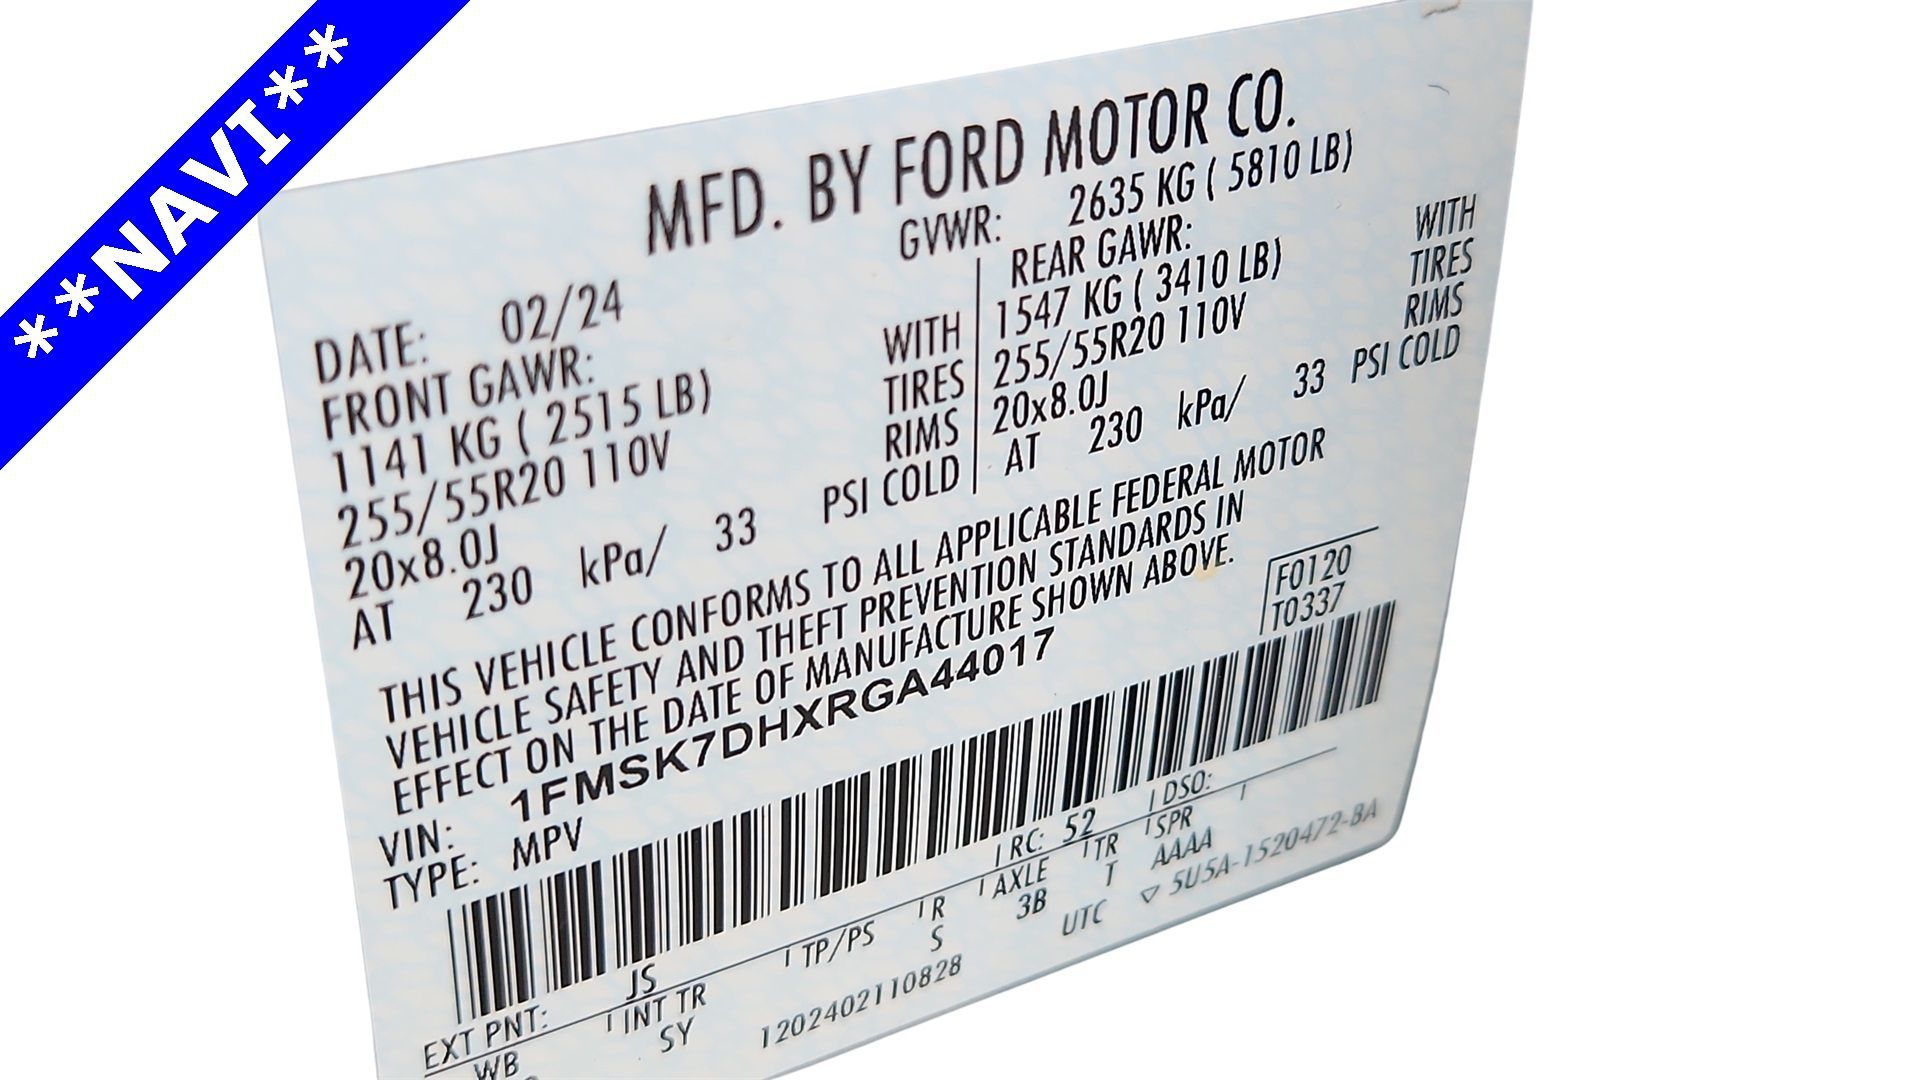 **NAVI**
MFD. BY FORD MOTOR CO.
DATE: 02/24 GVWR: 2635 KG ( 5810 LB)
FRONT GAWR: REAR GAWR:
1141 KG ( 2515 LB) WITH 1547 KG ( 3410 LB) WITH
255/55R20 110V TIRES 255/55R20 110V TIRES
20x8.0J RIMS 20x8.0J RIMS
AT 230 kPa/ 33 PSI COLD AT 230 kPa/ 33 PSI COLD
THIS VEHICLE CONFORMS TO ALL APPLICABLE FEDERAL MOTOR
VEHICLE SAFETY AND THEFT PREVENTION STANDARDS IN
EFFECT ON THE DATE OF MANUFACTURE SHOWN ABOVE.
F0120
T0337
VIN: 1FMSK7DHXRGA44017
TYPE: MPV
EXT PNT: JS RC: 52 DSO:
WB INT TR TP/PS R AXLE TR SPR
SY S 3B T AAAA
1202402110828 UTC ▽ 5U5A-1520472-BA